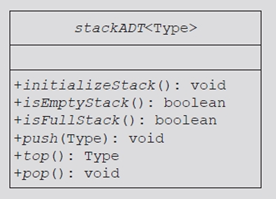 stackADT<Type>
+initializeStack(): void
+isEmptyStack(): boolean
+isFullStack(): boolean
+push(Type): void
+top(): Type
+pop(): void